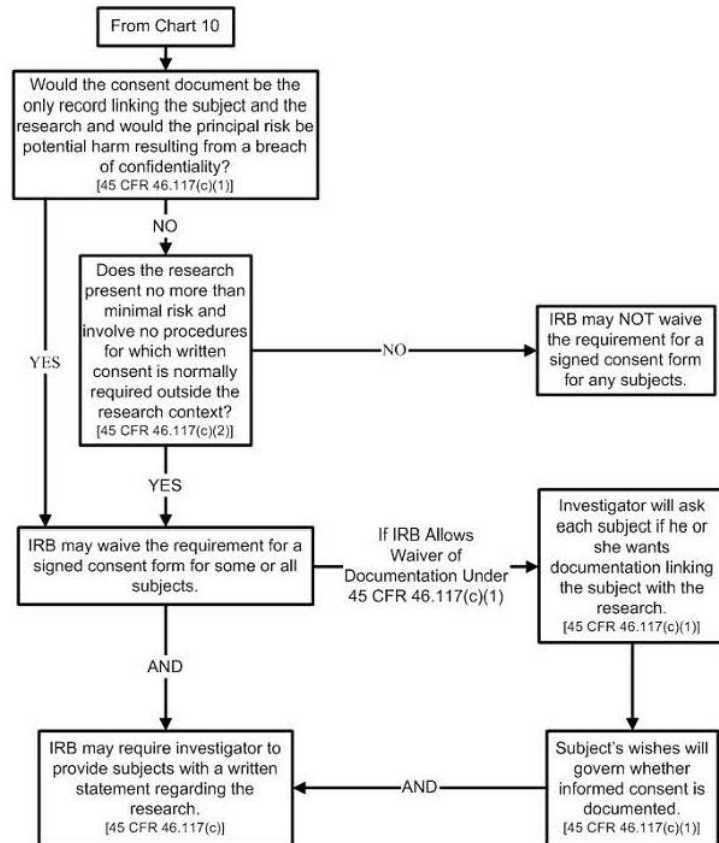 From Chart 10
Would the consent document be the
only record linking the subject and the
research and would the principal risk be
potential harm resulting from a breach
of confidentiality?
[45 CFR 46.117(c)(1)]
NO
YES
Does the research
present no more than
minimal risk and
involve no procedures
for which written
consent is normally
required outside the
research context?
[45 CFR 46.117(c)(2)]
NO
IRB may NOT waive
the requirement for a
signed consent form
for any subjects.
YES
IRB may waive the requirement for a
signed consent form for some or all
subjects.
If IRB Allows
Waiver of
Documentation Under
45 CFR 46.117(c)(1)
Investigator will ask
each subject if he or
she wants
documentation linking
the subject with the
research.
[45 CFR 46.117(c)(1)]
AND
IRB may require investigator to
provide subjects with a written
statement regarding the
research.
[45 CFR 46.117(c)]
AND
Subject's wishes will
govern whether
informed consent is
documented.
[45 CFR 46.117(c)(1)]